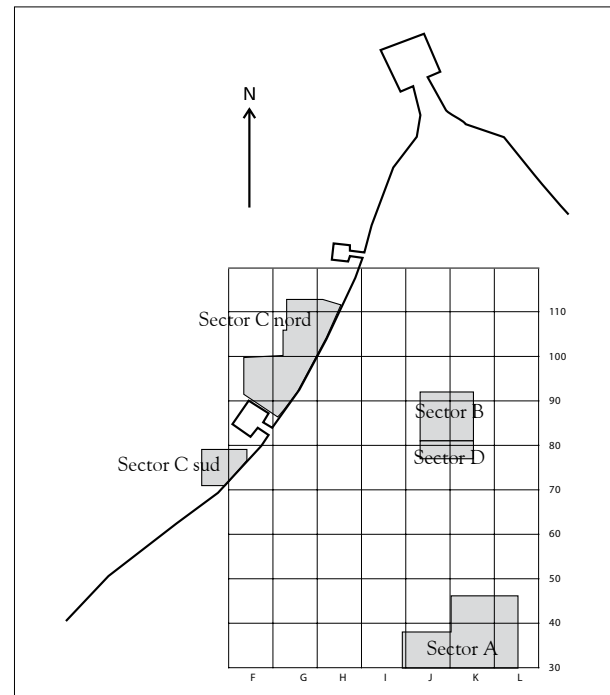 N
110
Sector C nord
100
90
Sector B
80
Sector D
Sector C sud
70
60
50
40
Sector A
30
F G H I J K L